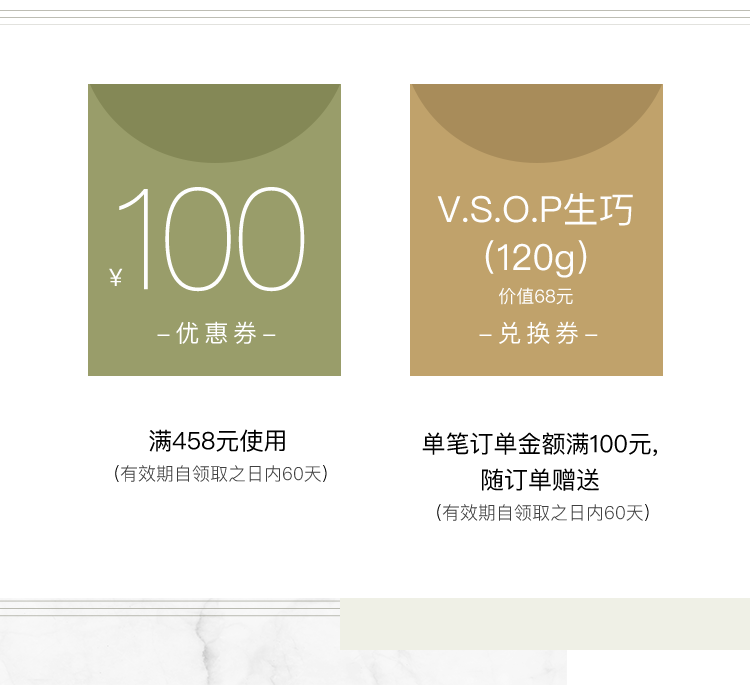 ¥100
–优惠券–
满458元使用
(有效期自领取之日内60天)
V.S.O.P生巧
(120g)
价值68元
–兑换券–
单笔订单金额满100元,
随订单赠送
(有效期自领取之日内60天)